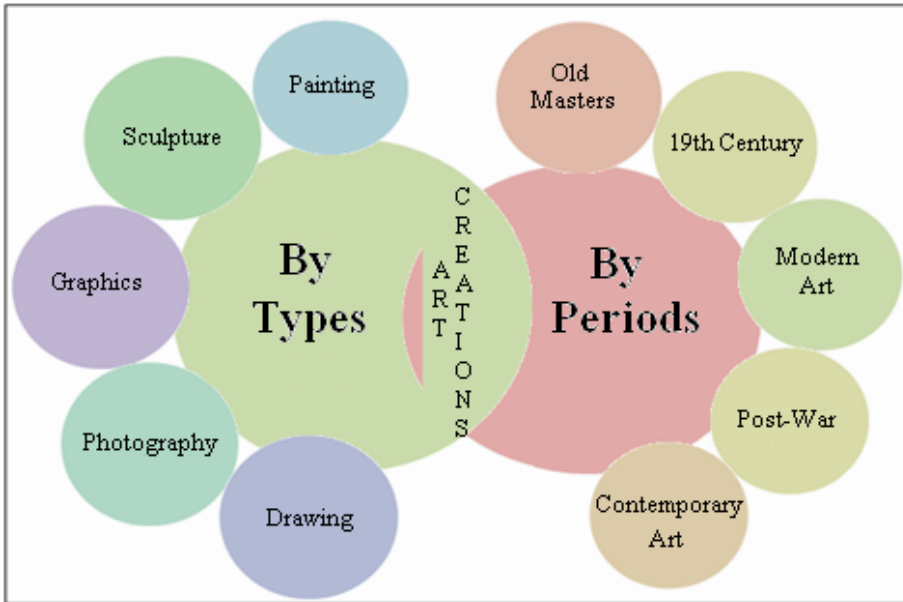 Painting
Sculpture
Graphics
Photography
Drawing
By
Types
ART
CREATIONS
By
Periods
Old
Masters
19th Century
Modern
Art
Post-War
Contemporary
Art